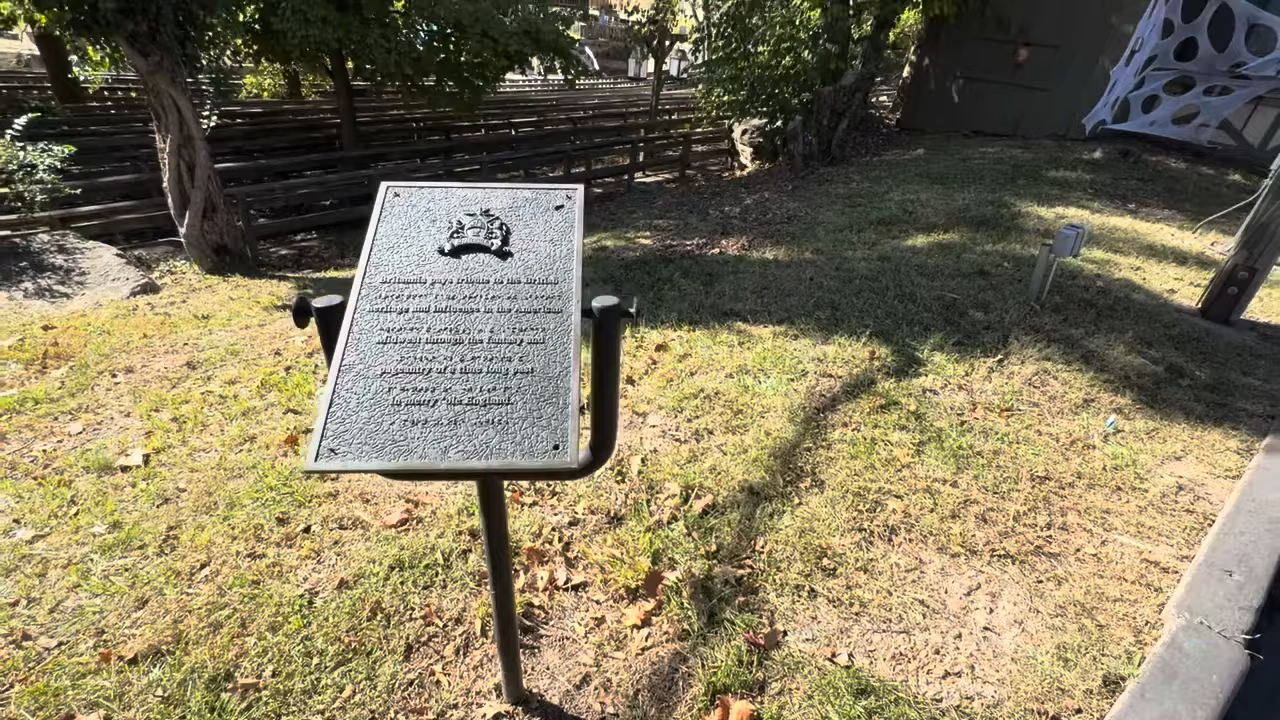 Britannia pays tribute to the British
heritage and influence in the American
Midwest through the fantasy and
pageantry of a time long past
in merry 'ole England.